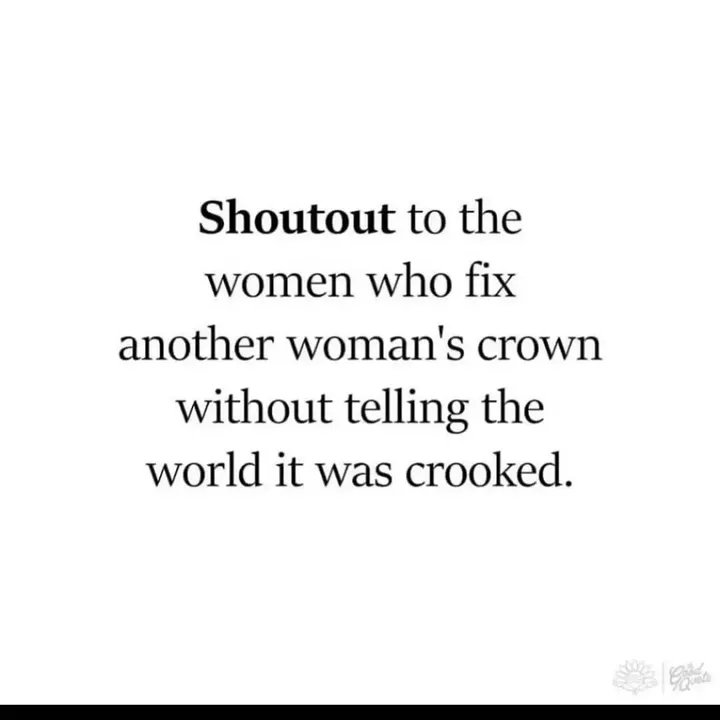 Shoutout to the
women who fix
another woman's crown
without telling the
world it was crooked.